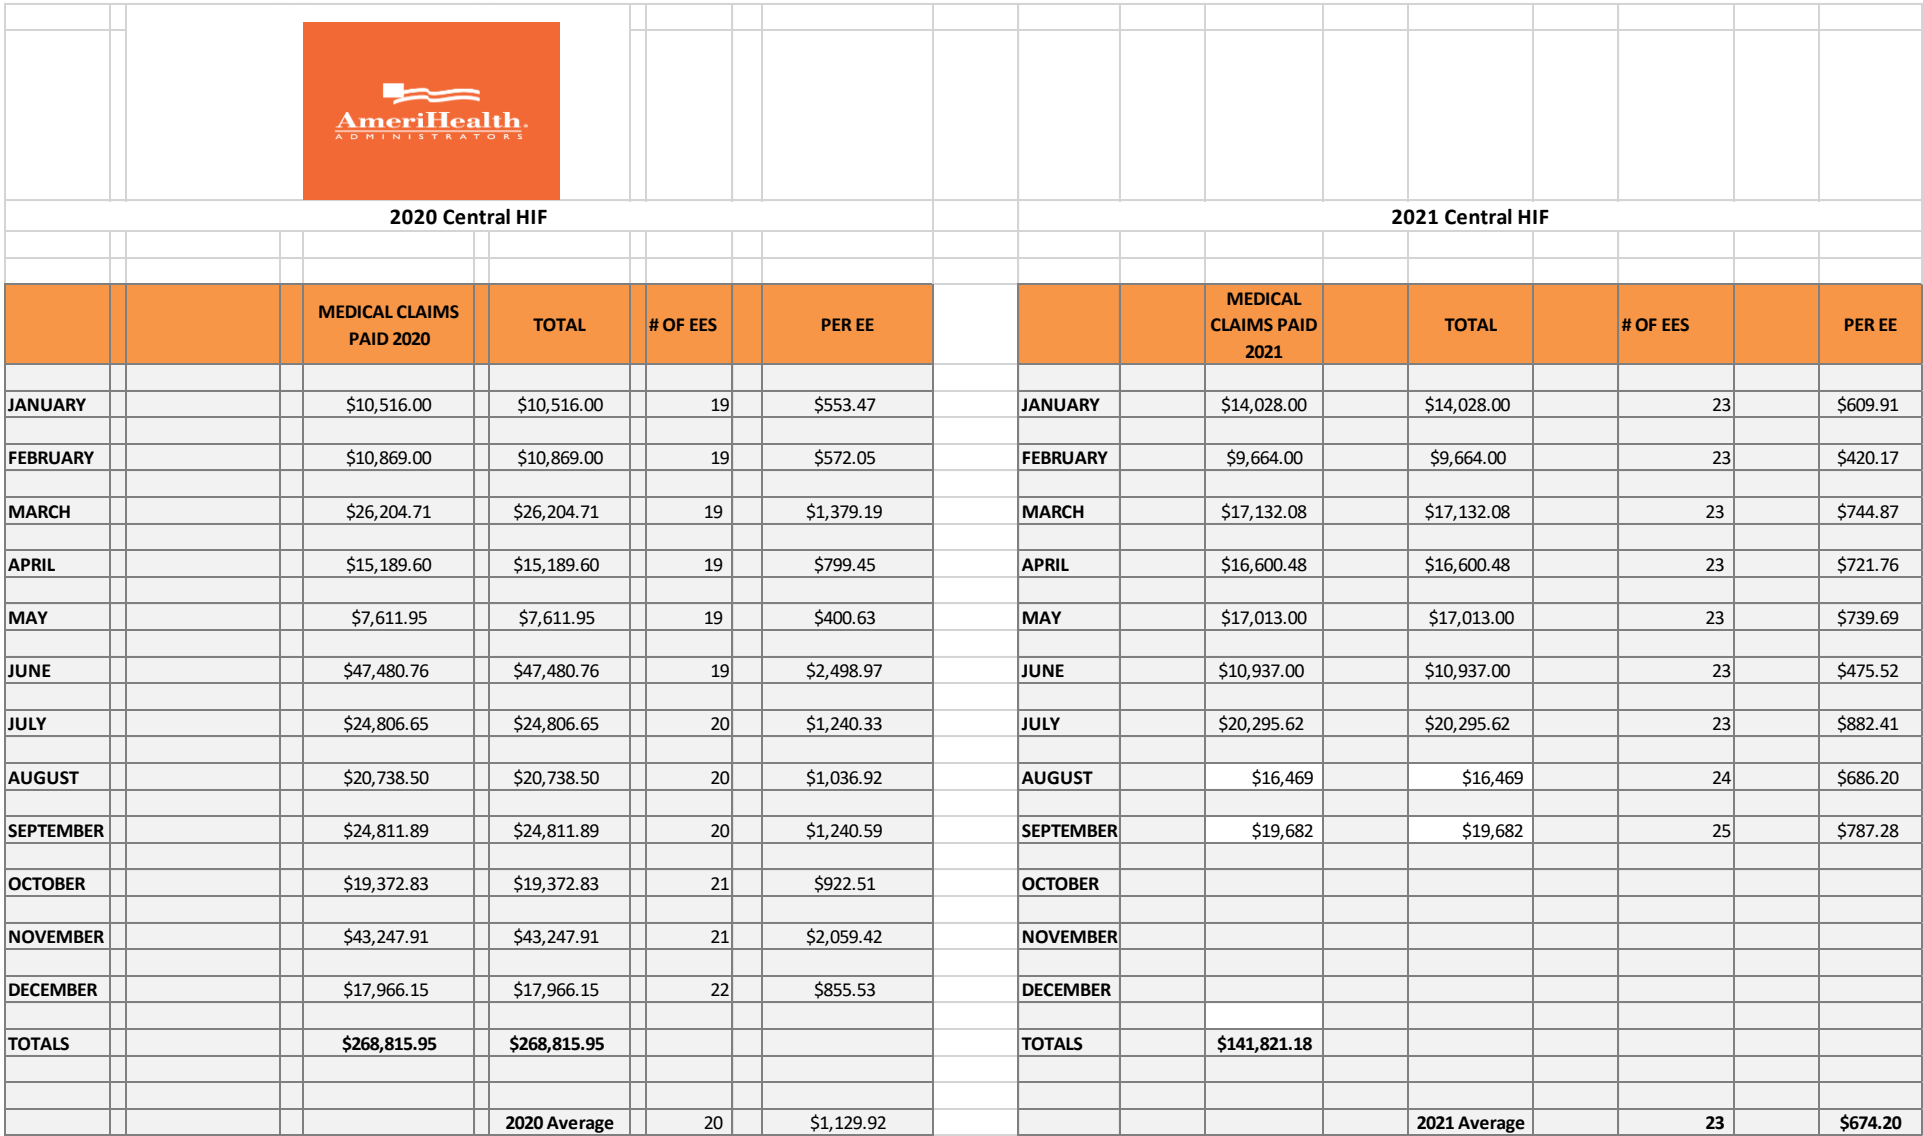 AmeriHealth.
ADMINISTRATORS
2020 Central HIF 2021 Central HIF
MEDICAL CLAIMS PAID 2020 TOTAL # OF EES PER EE MEDICAL CLAIMS PAID 2021 TOTAL # OF EES PER EE
JANUARY $10,516.00 $10,516.00 19 $553.47 JANUARY $14,028.00 $14,028.00 23 $609.91
FEBRUARY $10,869.00 $10,869.00 19 $572.05 FEBRUARY $9,664.00 $9,664.00 23 $420.17
MARCH $26,204.71 $26,204.71 19 $1,379.19 MARCH $17,132.08 $17,132.08 23 $744.87
APRIL $15,189.60 $15,189.60 19 $799.45 APRIL $16,600.48 $16,600.48 23 $721.76
MAY $7,611.95 $7,611.95 19 $400.63 MAY $17,013.00 $17,013.00 23 $739.69
JUNE $47,480.76 $47,480.76 19 $2,498.97 JUNE $10,937.00 $10,937.00 23 $475.52
JULY $24,806.65 $24,806.65 20 $1,240.33 JULY $20,295.62 $20,295.62 23 $882.41
AUGUST $20,738.50 $20,738.50 20 $1,036.92 AUGUST $16,469 $16,469 24 $686.20
SEPTEMBER $24,811.89 $24,811.89 20 $1,240.59 SEPTEMBER $19,682 $19,682 25 $787.28
OCTOBER $19,372.83 $19,372.83 21 $922.51 OCTOBER
NOVEMBER $43,247.91 $43,247.91 21 $2,059.42 NOVEMBER
DECEMBER $17,966.15 $17,966.15 22 $855.53 DECEMBER
TOTALS $268,815.95 $268,815.95 TOTALS $141,821.18
2020 Average 20 $1,129.92 2021 Average 23 $674.20